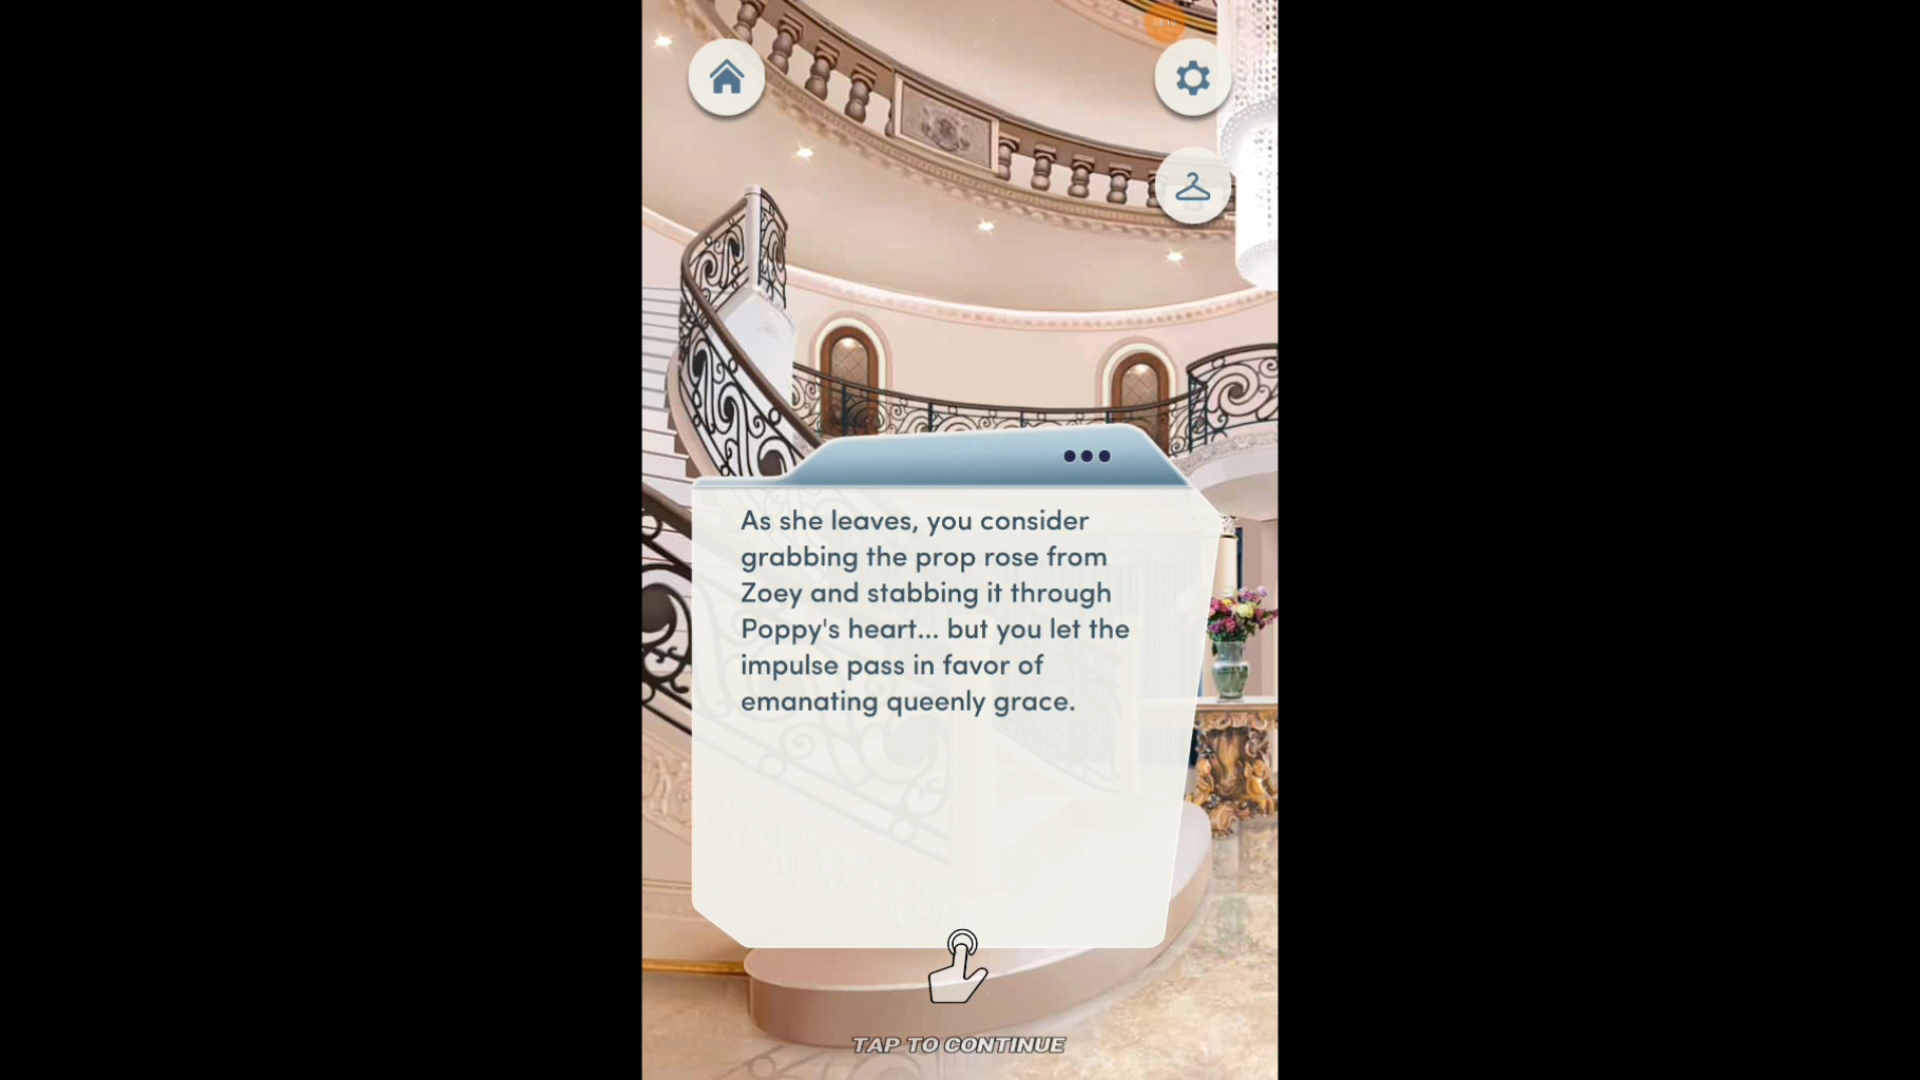 As she leaves, you consider
grabbing the prop rose from
Zoey and stabbing it through
Poppy's heart... but you let the
impulse pass in favor of
emanating queenly grace.
TAP TO CONTINUE